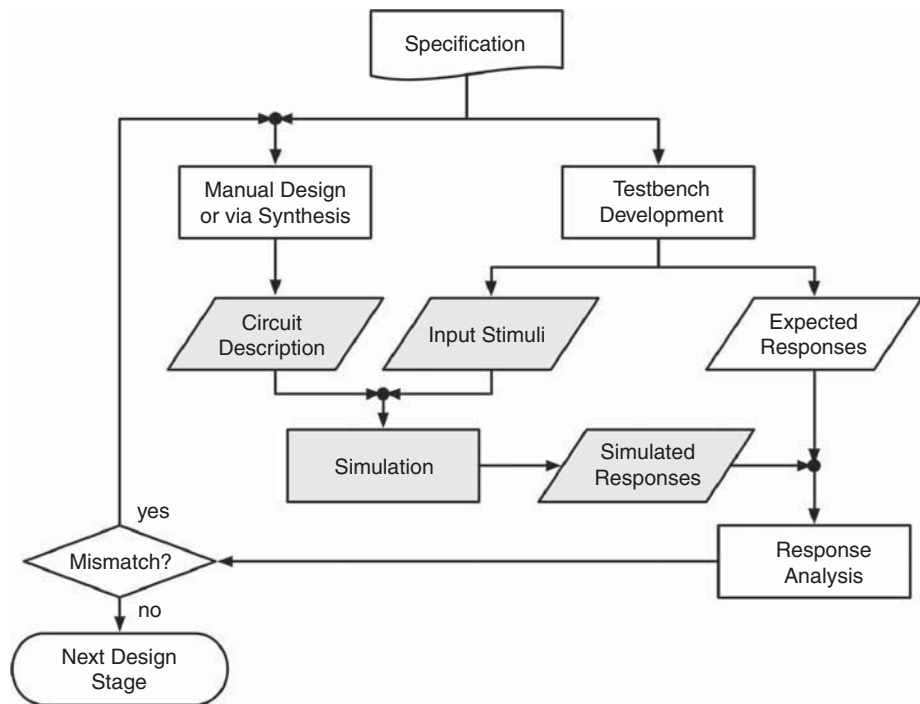 Specification
Manual Design
or via Synthesis
Testbench
Development
Circuit
Description
Input Stimuli
Expected
Responses
Simulation
Simulated
Responses
yes
Mismatch?
Response
Analysis
no
Next Design
Stage